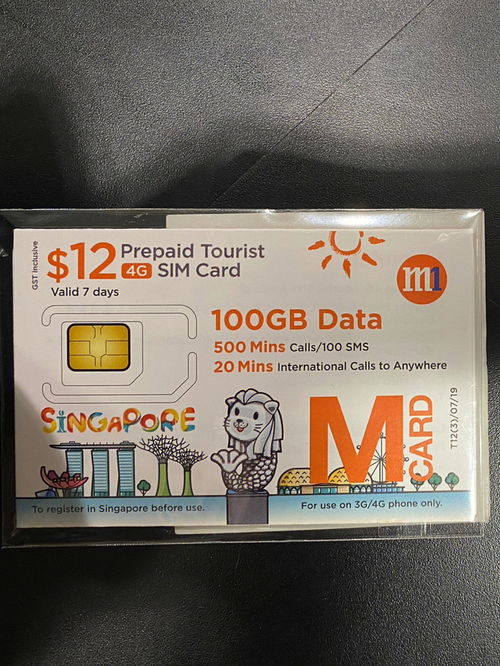 GST Inclusive
$12 Prepaid Tourist
4G SIM Card
Valid 7 days
m1
100GB Data
500 Mins Calls/100 SMS
20 Mins International Calls to Anywhere
SINGAPORE
M CARD
T12(3)/07/19
To register in Singapore before use.
For use on 3G/4G phone only.